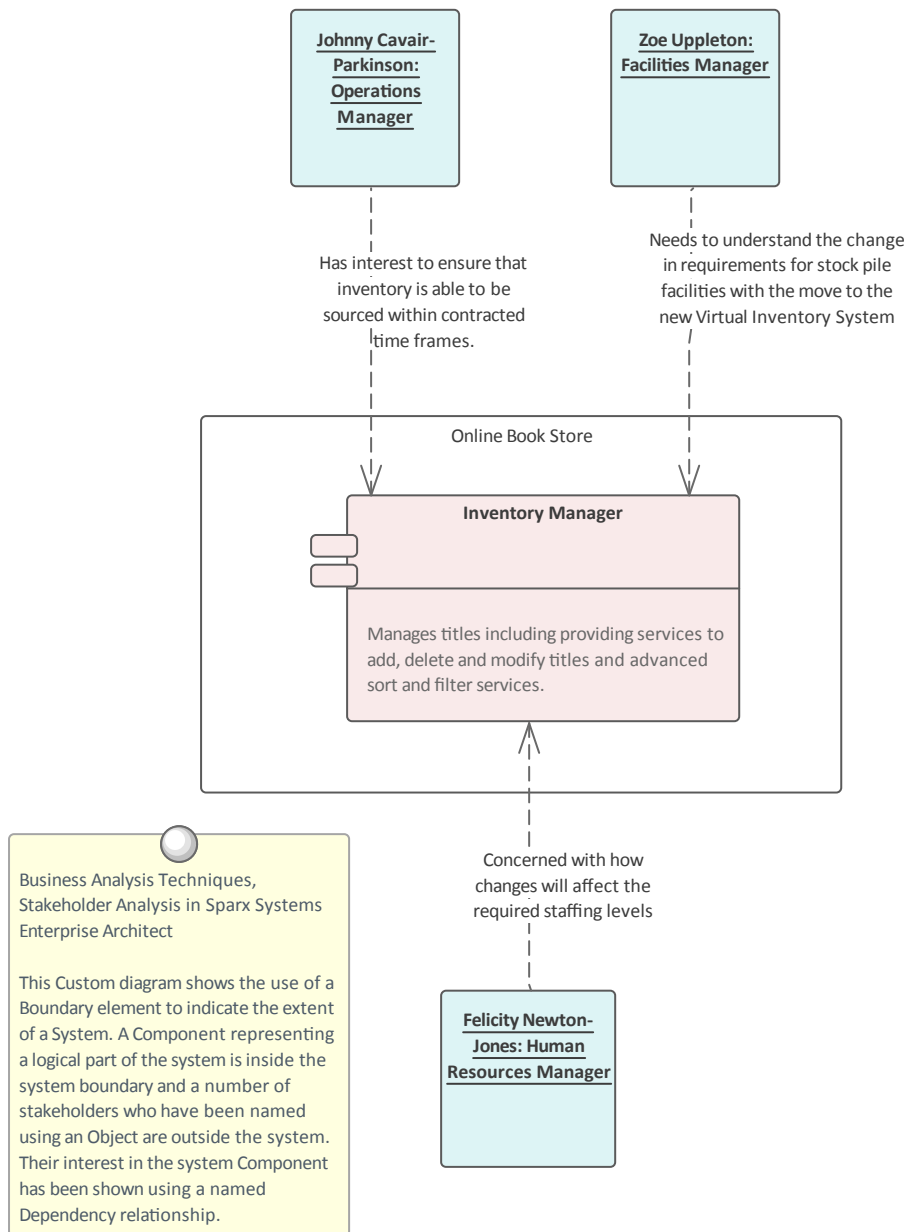 Johnny Cavair-
Parkinson:
Operations
Manager
Zoe Uppleton:
Facilities Manager
Has interest to ensure that
inventory is able to be
sourced within contracted
time frames.
Needs to understand the change
in requirements for stock pile
facilities with the move to the
new Virtual Inventory System
Online Book Store
Inventory Manager
Manages titles including providing services to
add, delete and modify titles and advanced
sort and filter services.
Concerned with how
changes will affect the
required staffing levels
Felicity Newton-
Jones: Human
Resources Manager
Business Analysis Techniques,
Stakeholder Analysis in Sparx Systems
Enterprise Architect
This Custom diagram shows the use of a
Boundary element to indicate the extent
of a System. A Component representing
a logical part of the system is inside the
system boundary and a number of
stakeholders who have been named
using an Object are outside the system.
Their interest in the system Component
has been shown using a named
Dependency relationship.